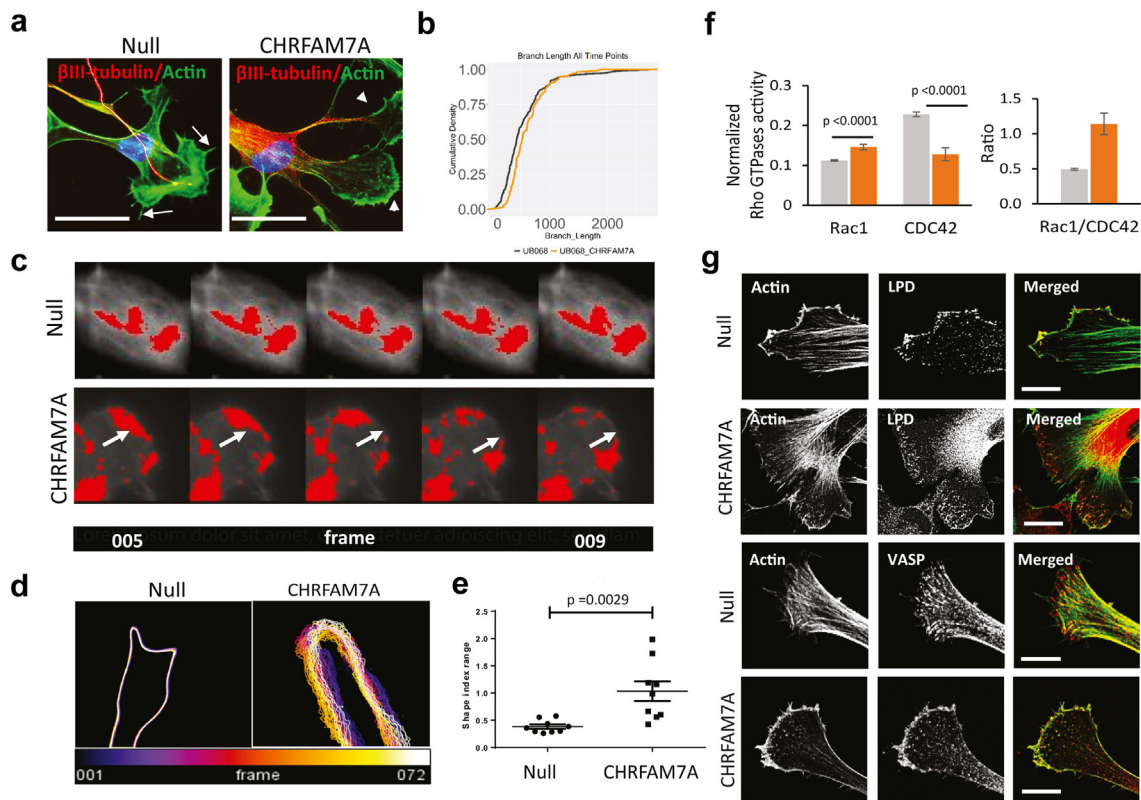 a
Null
CHRFAM7A
βIII-tubulin/Actin
βIII-tubulin/Actin
b
Branch Length All Time Points
Cumulative Density
1.00
0.75
0.50
0.25
0.00
0
1000
2000
Branch_Length
UB068
UB068_CHRFAM7A
c
Null
CHRFAM7A
Lorem ipsum dolor sit amet,
005
frame
009
d
Null
CHRFAM7A
001
frame
072
e
p =0.0029
Shape index range
2.5
2.0
1.5
1.0
0.5
0.0
Null
CHRFAM7A
f
Normalized
Rho GTPases activity
0.3
0.2
0.1
0
p <0.0001
p <0.0001
Rac1
CDC42
Ratio
1.5
1.0
0.5
0
Rac1/CDC42
g
Null
Actin
LPD
Merged
CHRFAM7A
Actin
LPD
Merged
Null
Actin
VASP
Merged
CHRFAM7A